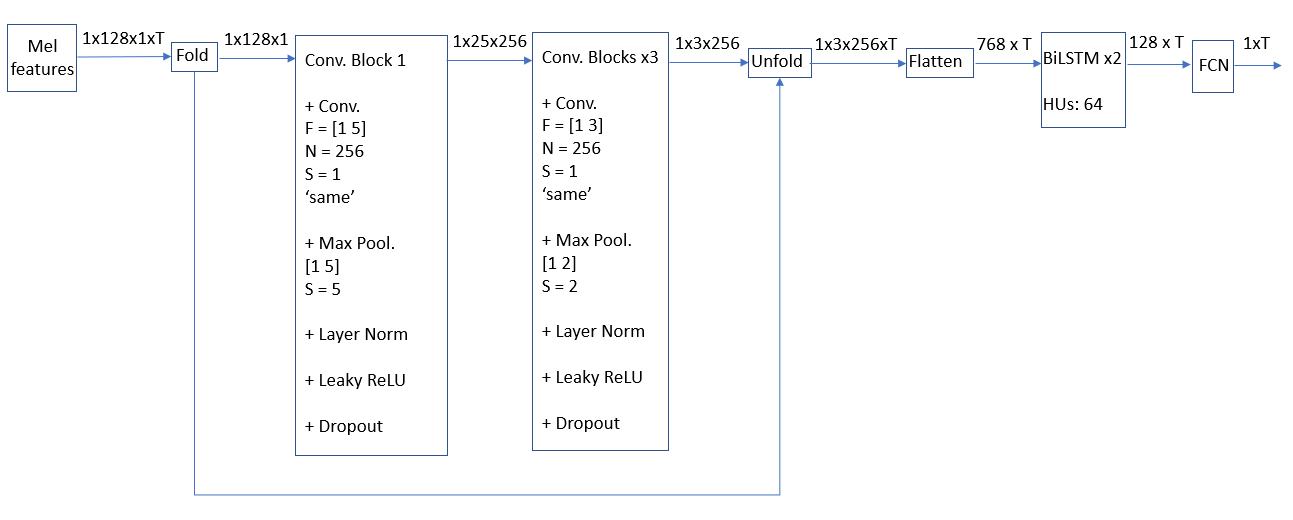 Mel
features
1x128x1xT
Fold
1x128x1
Conv. Block 1
+ Conv.
F = [1 5]
N = 256
S = 1
‘same’
+ Max Pool.
[1 5]
S = 5
+ Layer Norm
+ Leaky ReLU
+ Dropout
1x25x256
Conv. Blocks x3
+ Conv.
F = [1 3]
N = 256
S = 1
‘same’
+ Max Pool.
[1 2]
S = 2
+ Layer Norm
+ Leaky ReLU
+ Dropout
1x3x256
Unfold
1x3x256xT
Flatten
768 x T
BiLSTM x2
HUs: 64
128 x T
FCN
1xT